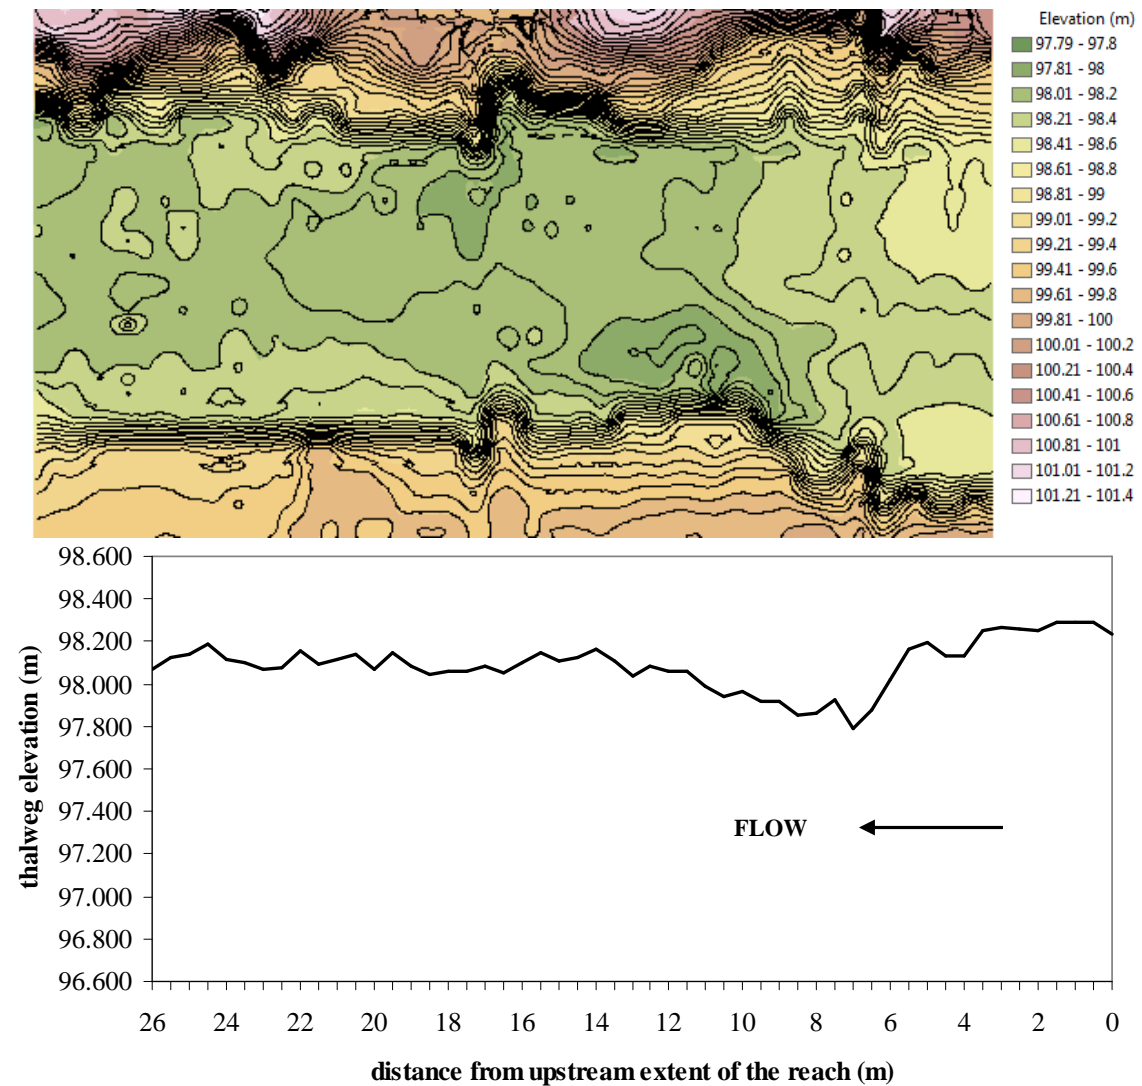 Elevation (m)
97.79 - 97.8
97.81 - 98
98.01 - 98.2
98.21 - 98.4
98.41 - 98.6
98.61 - 98.8
98.81 - 99
99.01 - 99.2
99.21 - 99.4
99.41 - 99.6
99.61 - 99.8
99.81 - 100
100.01 - 100.2
100.21 - 100.4
100.41 - 100.6
100.61 - 100.8
100.81 - 101
101.01 - 101.2
101.21 - 101.4
98.600
98.400
98.200
98.000
97.800
97.600
97.400
97.200
97.000
96.800
96.600
thalweg elevation (m)
FLOW
26 24 22 20 18 16 14 12 10 8 6 4 2 0
distance from upstream extent of the reach (m)